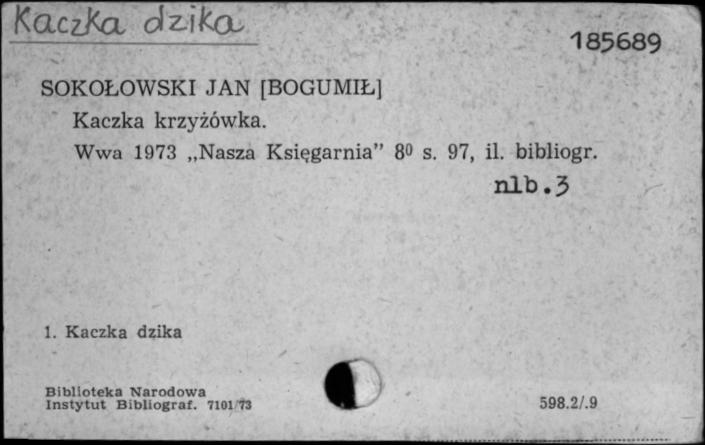 Kaczka dzika
185689
SOKOŁOWSKI JAN [BOGUMIŁ]
Kaczka krzyżówka.
Wwa 1973 „Nasza Księgarnia” 8⁰ s. 97, il. bibliogr.
nlb.3
1. Kaczka dzika
Biblioteka Narodowa
Instytut Bibliograf. 7101/73
598.2/.9